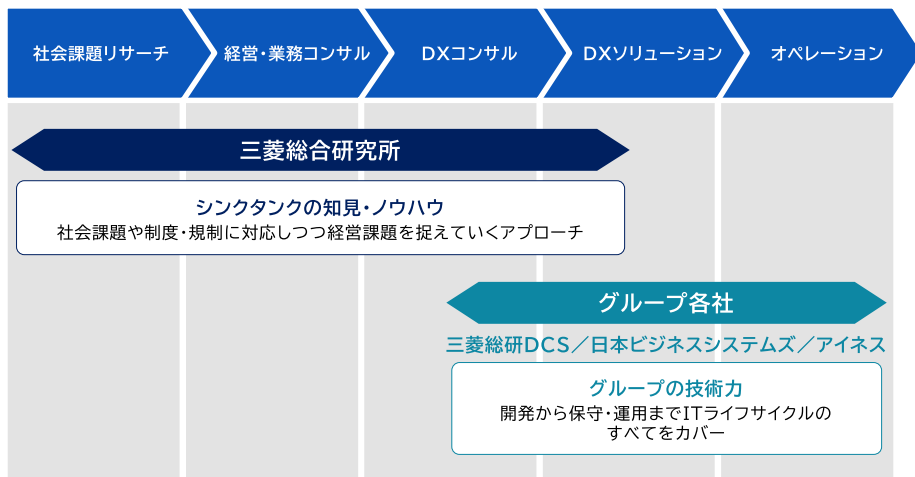 社会課題リサーチ
経営・業務コンサル
DXコンサル
DXソリューション
オペレーション
三菱総合研究所
シンクタンクの知見・ノウハウ
社会課題や制度・規制に対応しつつ経営課題を捉えていくアプローチ
グループ各社
三菱総研DCS／日本ビジネスシステムズ／アイネス
グループの技術力
開発から保守・運用までITライフサイクルの
すべてをカバー